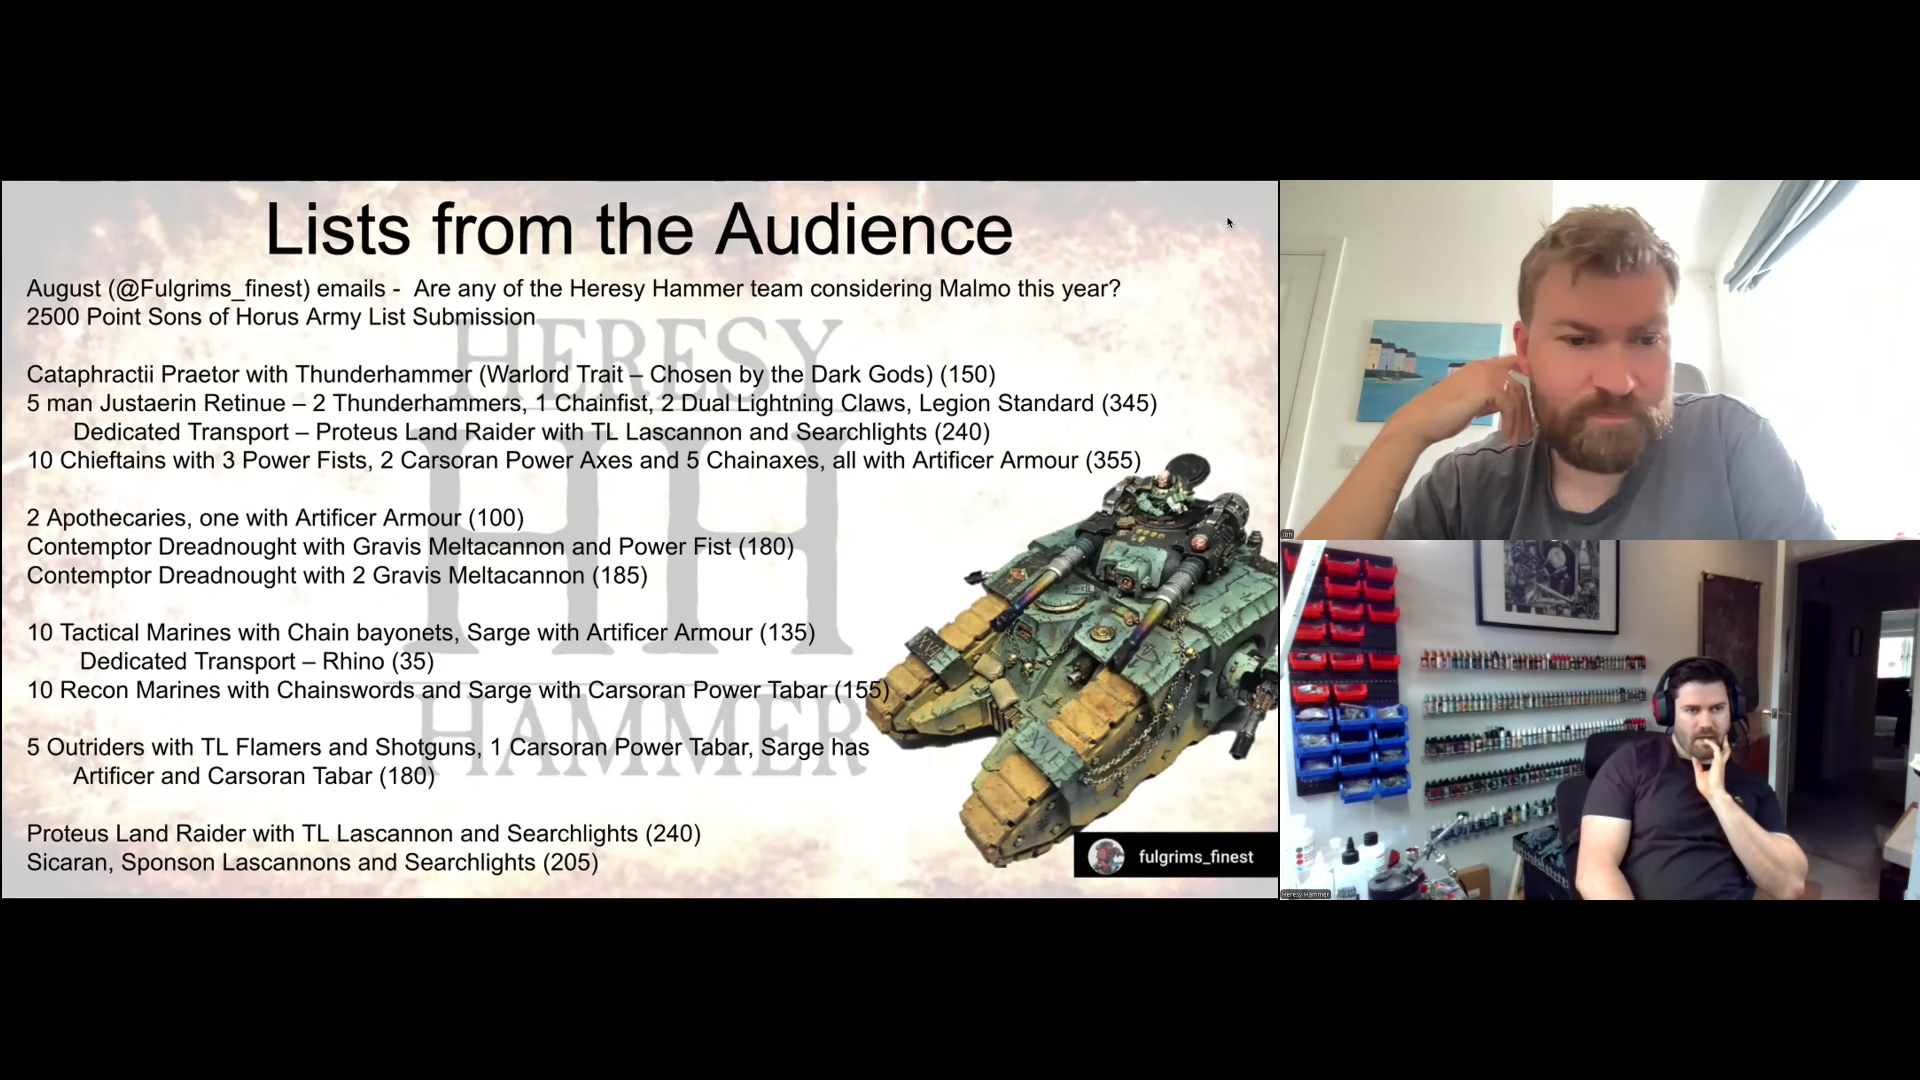 Lists from the Audience
August (@Fulgrims_finest) emails -  Are any of the Heresy Hammer team considering Malmo this year?
2500 Point Sons of Horus Army List Submission
Cataphractii Praetor with Thunderhammer (Warlord Trait – Chosen by the Dark Gods) (150)
5 man Justaerin Retinue – 2 Thunderhammers, 1 Chainfist, 2 Dual Lightning Claws, Legion Standard (345)
Dedicated Transport – Proteus Land Raider with TL Lascannon and Searchlights (240)
10 Chieftains with 3 Power Fists, 2 Carsoran Power Axes and 5 Chainaxes, all with Artificer Armour (355)
2 Apothecaries, one with Artificer Armour (100)
Contemptor Dreadnought with Gravis Meltacannon and Power Fist (180)
Contemptor Dreadnought with 2 Gravis Meltacannon (185)
10 Tactical Marines with Chain bayonets, Sarge with Artificer Armour (135)
Dedicated Transport – Rhino (35)
10 Recon Marines with Chainswords and Sarge with Carsoran Power Tabar (155)
5 Outriders with TL Flamers and Shotguns, 1 Carsoran Power Tabar, Sarge has
Artificer and Carsoran Tabar (180)
Proteus Land Raider with TL Lascannon and Searchlights (240)
Sicaran, Sponson Lascannons and Searchlights (205)
HERESY
HH
HAMMER
XVI
XVI
fulgrims_finest
Jon
Heresy Hammer